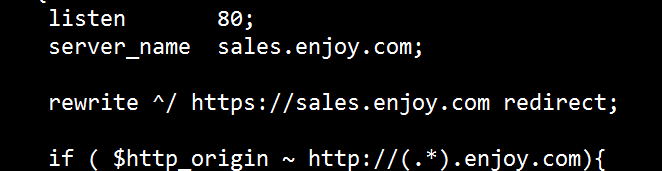 {
listen       80;
server_name  sales.enjoy.com;
rewrite ^/ https://sales.enjoy.com redirect;
if ( $http_origin ~ http://(.*).enjoy.com){